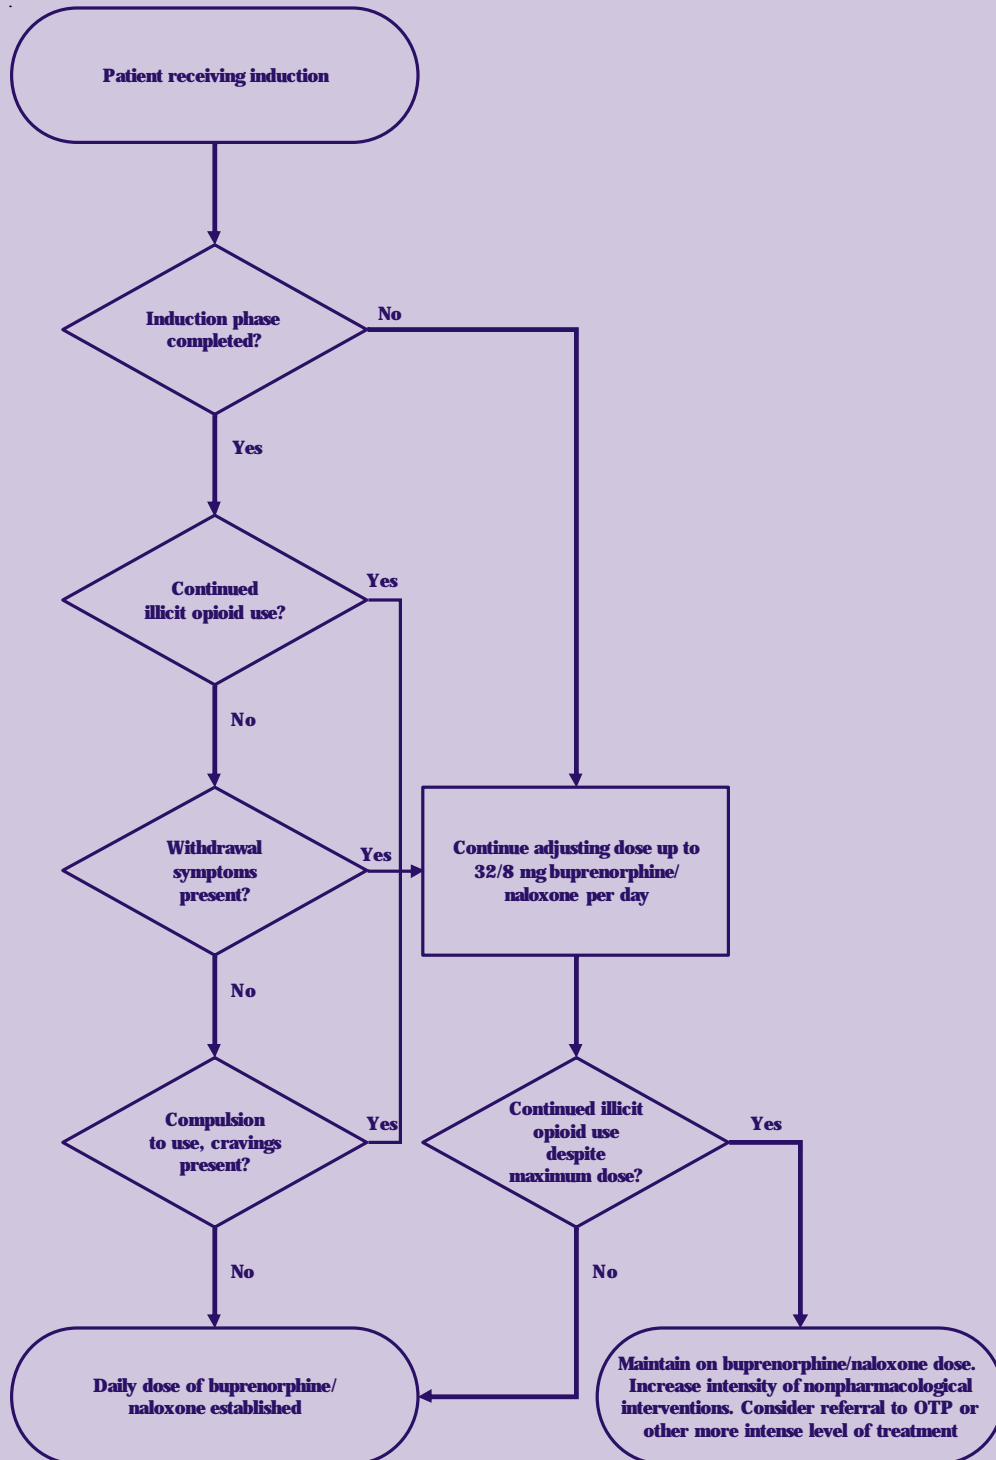 Patient receiving induction
Induction phase
completed?
No
Yes
Continued
illicit opioid use?
Yes
No
Withdrawal
symptoms
present?
Yes
Continue adjusting dose up to
32/8 mg buprenorphine/
naloxone per day
No
Compulsion
to use, cravings
present?
Yes
Continued illicit
opioid use
despite
maximum dose?
Yes
No
No
Daily dose of buprenorphine/
naloxone established
Maintain on buprenorphine/naloxone dose.
Increase intensity of nonpharmacological
interventions. Consider referral to OTP or
other more intense level of treatment